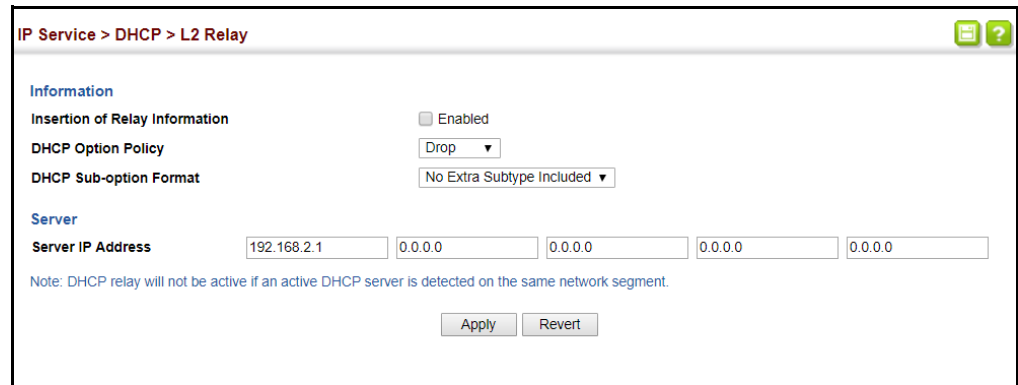 IP Service > DHCP > L2 Relay
?
Information
Insertion of Relay Information Enabled
DHCP Option Policy Drop
DHCP Sub-option Format No Extra Subtype Included
Server
Server IP Address 192.168.2.1 0.0.0.0 0.0.0.0 0.0.0.0 0.0.0.0
Note: DHCP relay will not be active if an active DHCP server is detected on the same network segment.
Apply Revert